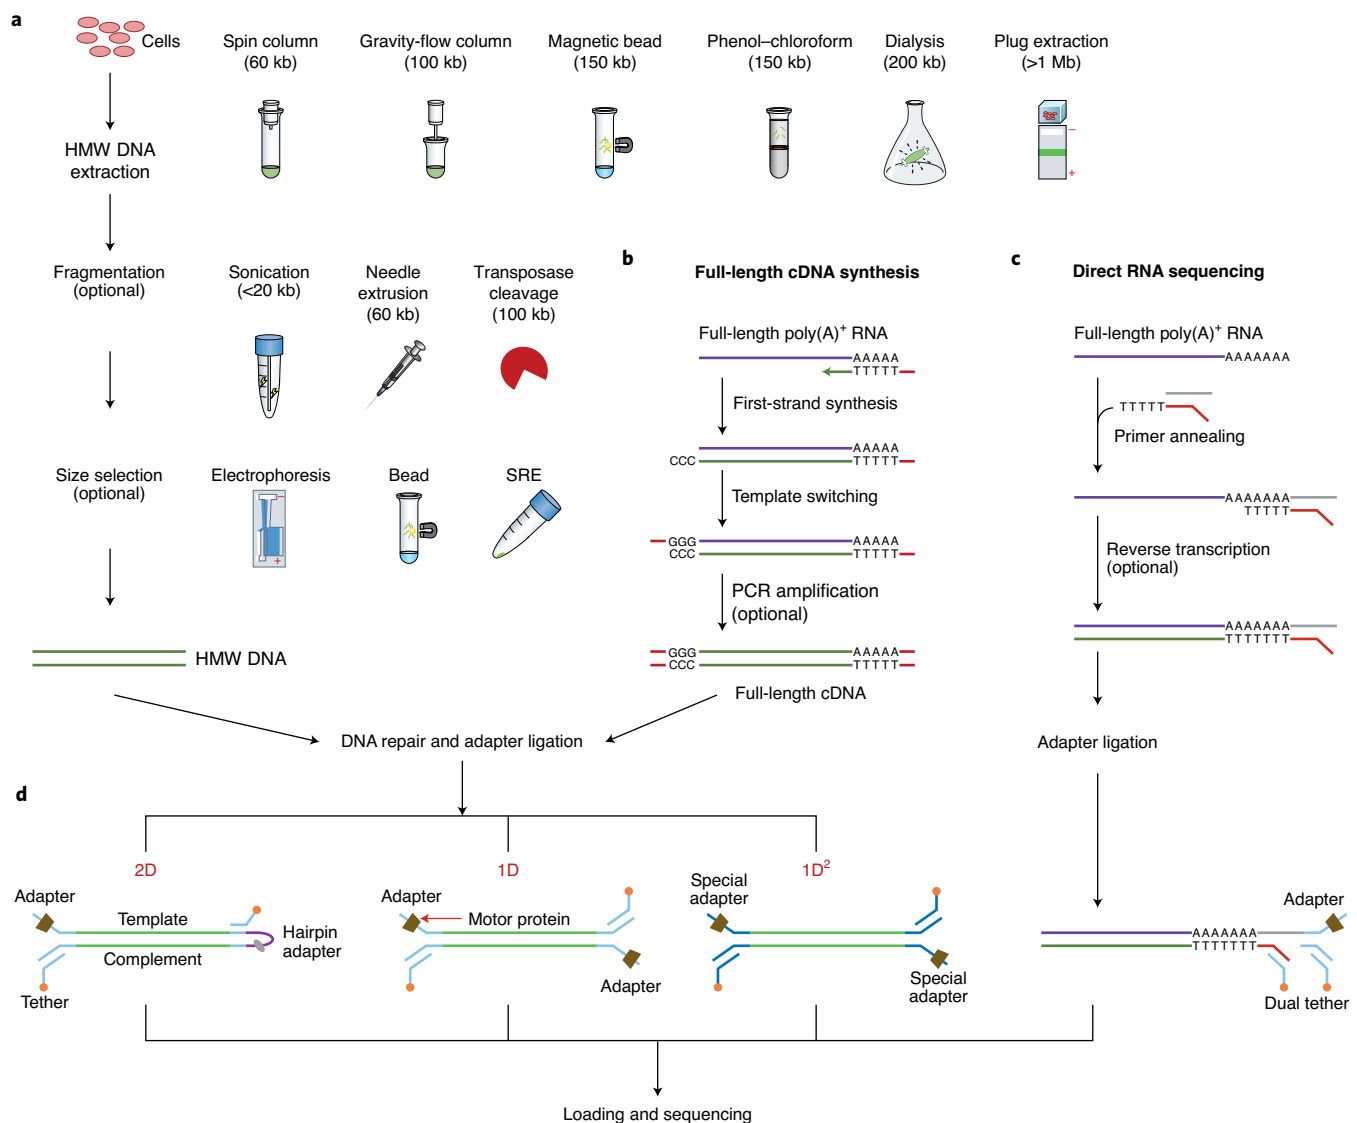 a
Cells
Spin column
(60 kb)
Gravity-flow column
(100 kb)
Magnetic bead
(150 kb)
Phenol–chloroform
(150 kb)
Dialysis
(200 kb)
Plug extraction
(>1 Mb)
–
+
HMW DNA
extraction
Fragmentation
(optional)
Sonication
(<20 kb)
Needle
extrusion
(60 kb)
Transposase
cleavage
(100 kb)
Size selection
(optional)
Electrophoresis
–
+
Bead
SRE
HMW DNA
b
Full-length cDNA synthesis
Full-length poly(A)+ RNA
AAAAA
TTTTT
First-strand synthesis
AAAAA
CCC TTTTT
Template switching
GGG AAAAA
CCC TTTTT
PCR amplification
(optional)
GGG AAAAA
CCC TTTTT
Full-length cDNA
c
Direct RNA sequencing
Full-length poly(A)+ RNA
AAAAAAA
TTTTT
Primer annealing
AAAAAAA
TTTTT
Reverse transcription
(optional)
AAAAAAA
TTTTTTT
Adapter ligation
DNA repair and adapter ligation
d
2D
Adapter
Template
Complement
Hairpin
adapter
Tether
1D
Adapter
Motor protein
Adapter
1D2
Special
adapter
Special
adapter
Adapter
AAAAAAA
TTTTTTT
Dual tether
Loading and sequencing